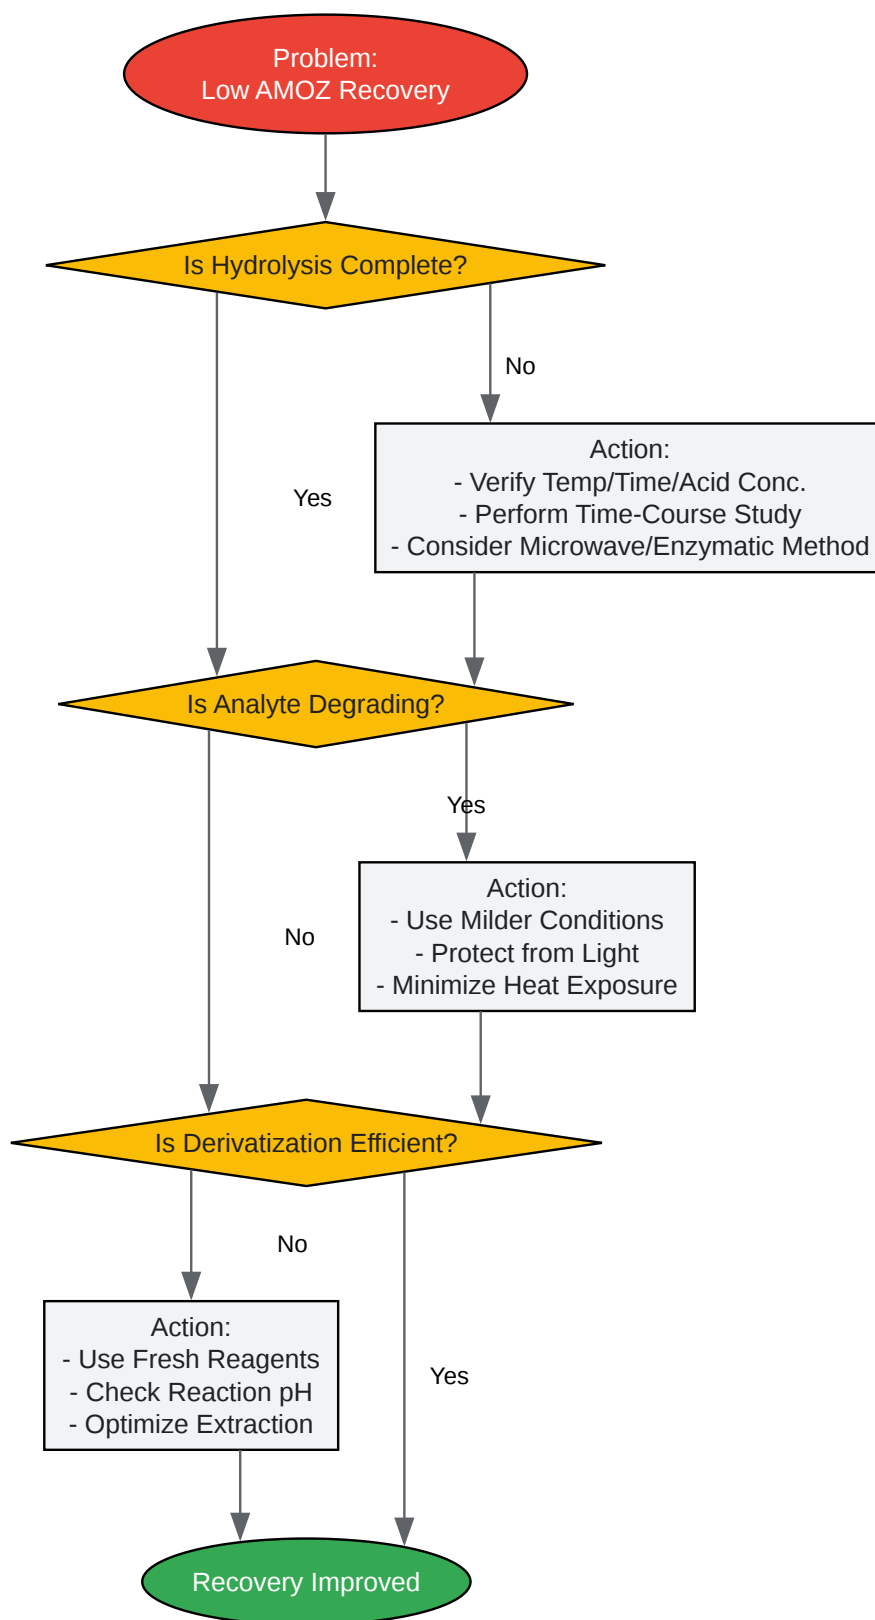 Problem:
Low AMOZ Recovery
Is Hydrolysis Complete?
No
Action:
- Verify Temp/Time/Acid Conc.
- Perform Time-Course Study
- Consider Microwave/Enzymatic Method
Yes
Is Analyte Degrading?
Yes
Action:
- Use Milder Conditions
- Protect from Light
- Minimize Heat Exposure
No
Is Derivatization Efficient?
No
Action:
- Use Fresh Reagents
- Check Reaction pH
- Optimize Extraction
Yes
Recovery Improved